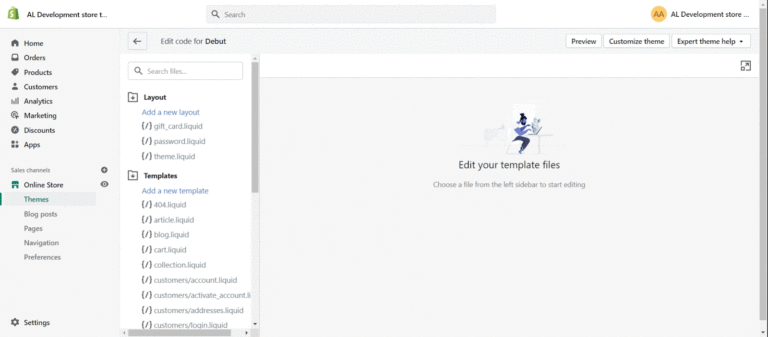 AL Development store t...
Search
AA
AL Development store ...
Home
Orders
Products
Customers
Analytics
Marketing
Discounts
Apps
Sales channels
Online Store
Themes
Blog posts
Pages
Navigation
Preferences
Settings
Edit code for Debut
Preview
Customize theme
Expert theme help
Search files...
Layout
Add a new layout
{/} gift_card.liquid
{/} password.liquid
{/} theme.liquid
Templates
Add a new template
{/} 404.liquid
{/} article.liquid
{/} blog.liquid
{/} cart.liquid
{/} collection.liquid
{/} customers/account.liquid
{/} customers/activate_account.li
{/} customers/addresses.liquid
{/} customers/login.liquid
Edit your template files
Choose a file from the left sidebar to start editing